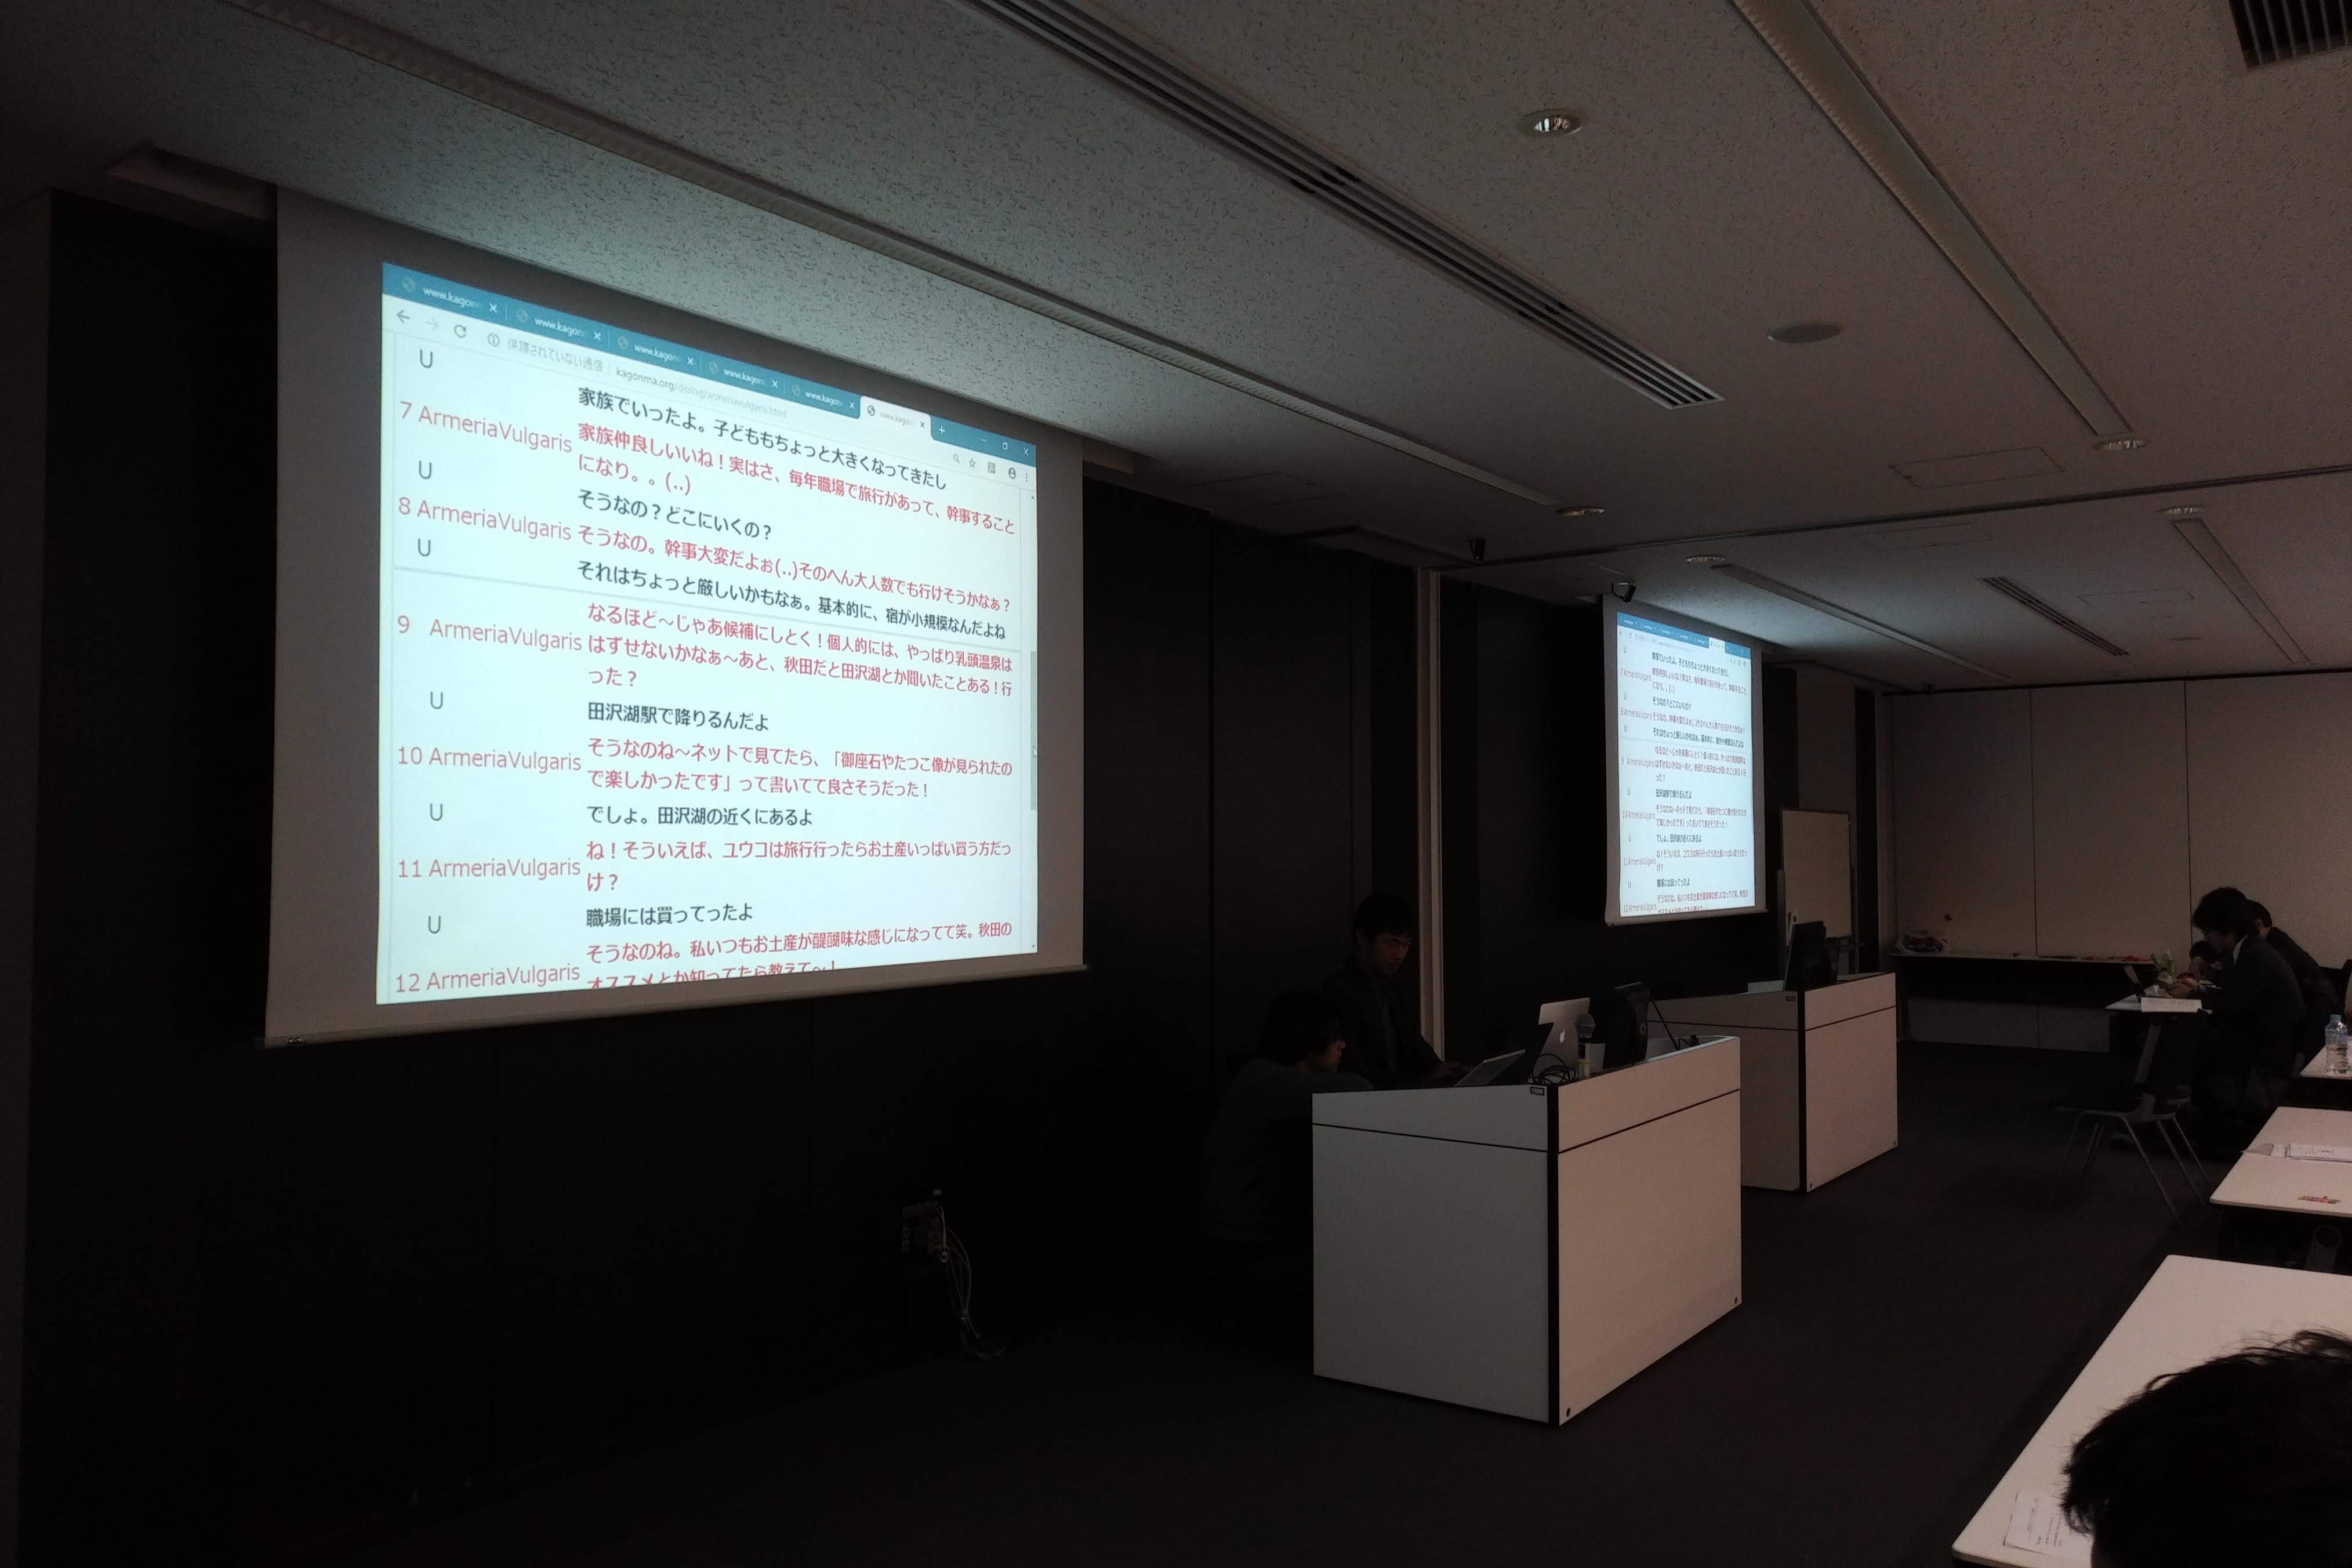 www.kagon
www.kagon
www.kagon
www.kagon
www.kagon
www.kagon
保護されていない通信 | kagonma.org/dialog/armeriavulgaris.html
U 家族でいったよ。子どももちょっと大きくなってきたし
7 ArmeriaVulgaris 家族仲良しいいね！実はさ、毎年職場で旅行があって、幹事すること
になり。。(..)
U そうなの？どこにいくの？
8 ArmeriaVulgaris そうなの。幹事大変だよぉ(..)そのへん大人数でも行けそうかなぁ？
U それはちょっと厳しいかもなぁ。基本的に、宿が小規模なんだよね
9 ArmeriaVulgaris なるほど～じゃあ候補にしとく！個人的には、やっぱり乳頭温泉は
はずせないかなぁ～あと、秋田だと田沢湖とか聞いたことある！行
った？
U 田沢湖駅で降りるんだよ
10 ArmeriaVulgaris そうなのね～ネットで見てたら、「御座石やたつこ像が見られたの
で楽しかったです」って書いてて良さそうだった！
U でしょ。田沢湖の近くにあるよ
11 ArmeriaVulgaris ね！そういえば、ユウコは旅行行ったらお土産いっぱい買う方だっ
け？
U 職場には買ってったよ
12 ArmeriaVulgaris そうなのね。私いつもお土産が醍醐味な感じになってて笑。秋田の
オススメとか知ってたら教えて～！